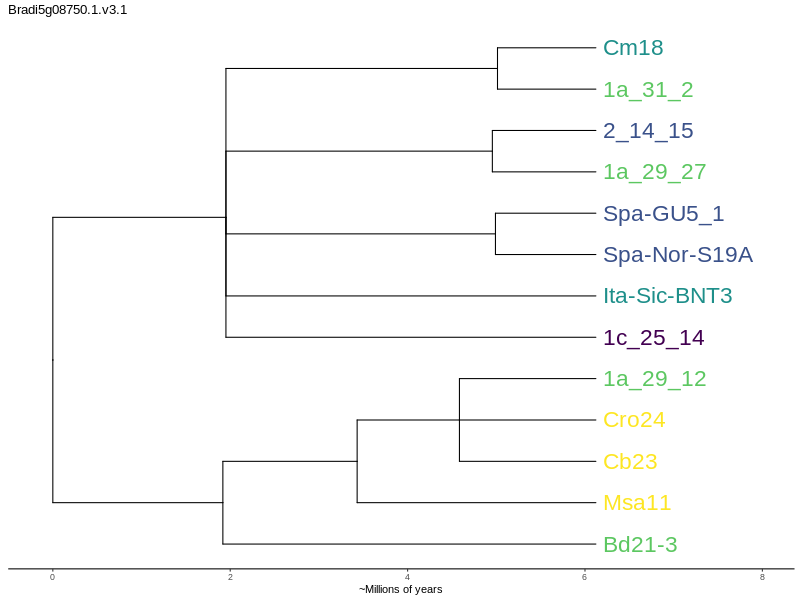 Bradi5g08750.1.v3.1
Cm18
1a_31_2
2_14_15
1a_29_27
Spa-GU5_1
Spa-Nor-S19A
Ita-Sic-BNT3
1c_25_14
1a_29_12
Cro24
Cb23
Msa11
Bd21-3
0 2 4 6 8
~Millions of years